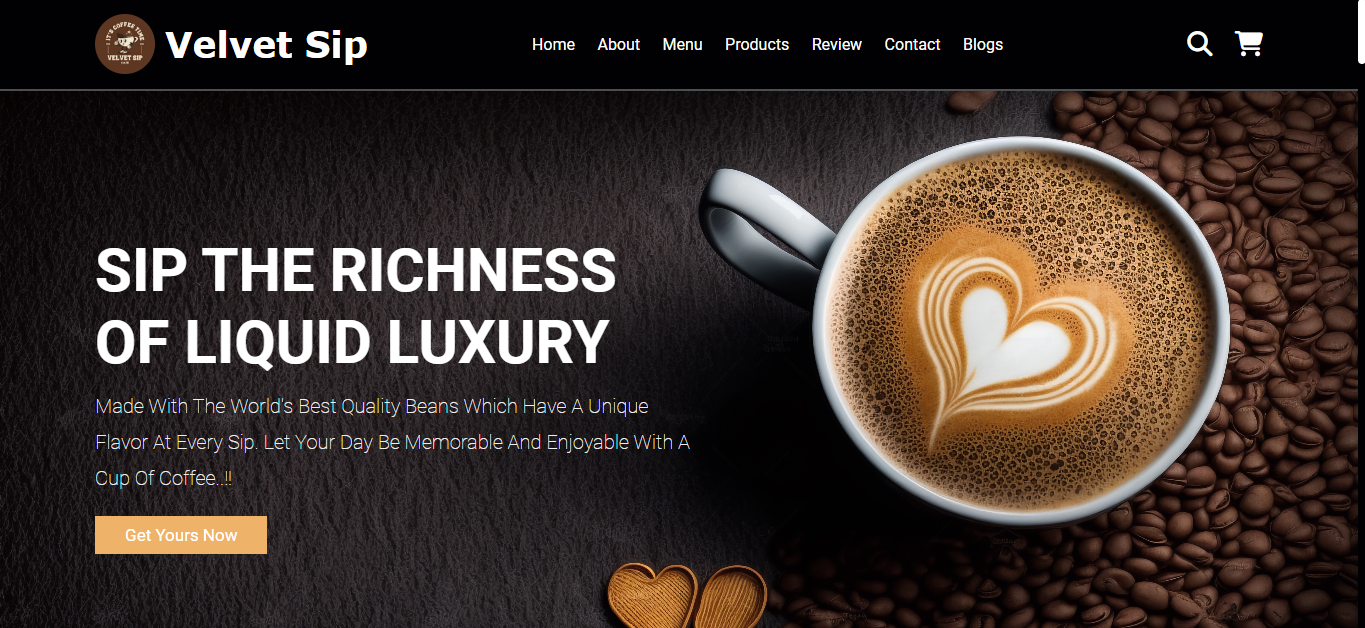 IT'S COFFEE TIME
VELVET SIP
Velvet Sip
Home About Menu Products Review Contact Blogs
SIP THE RICHNESS
OF LIQUID LUXURY
Made With The World's Best Quality Beans Which Have A Unique
Flavor At Every Sip. Let Your Day Be Memorable And Enjoyable With A
Cup Of Coffee..!!
Get Yours Now